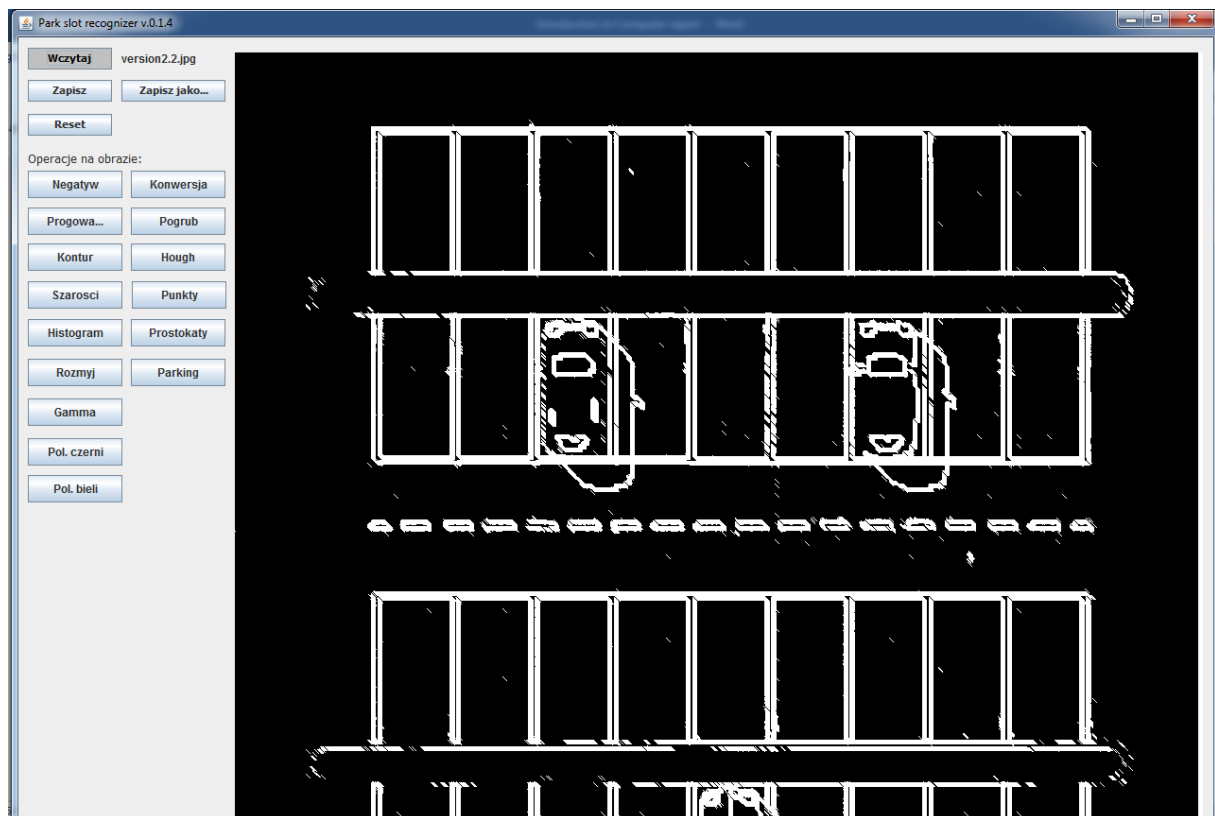 Park slot recognizer v.0.1.4
Wczytaj version2.2.jpg
Zapisz Zapisz jako...
Reset
Operacje na obrazie:
Negatyw Konwersja
Progowa... Pogrub
Kontur Hough
Szarosci Punkty
Histogram Prostokaty
Rozmyj Parking
Gamma
Pol. czerni
Pol. bieli